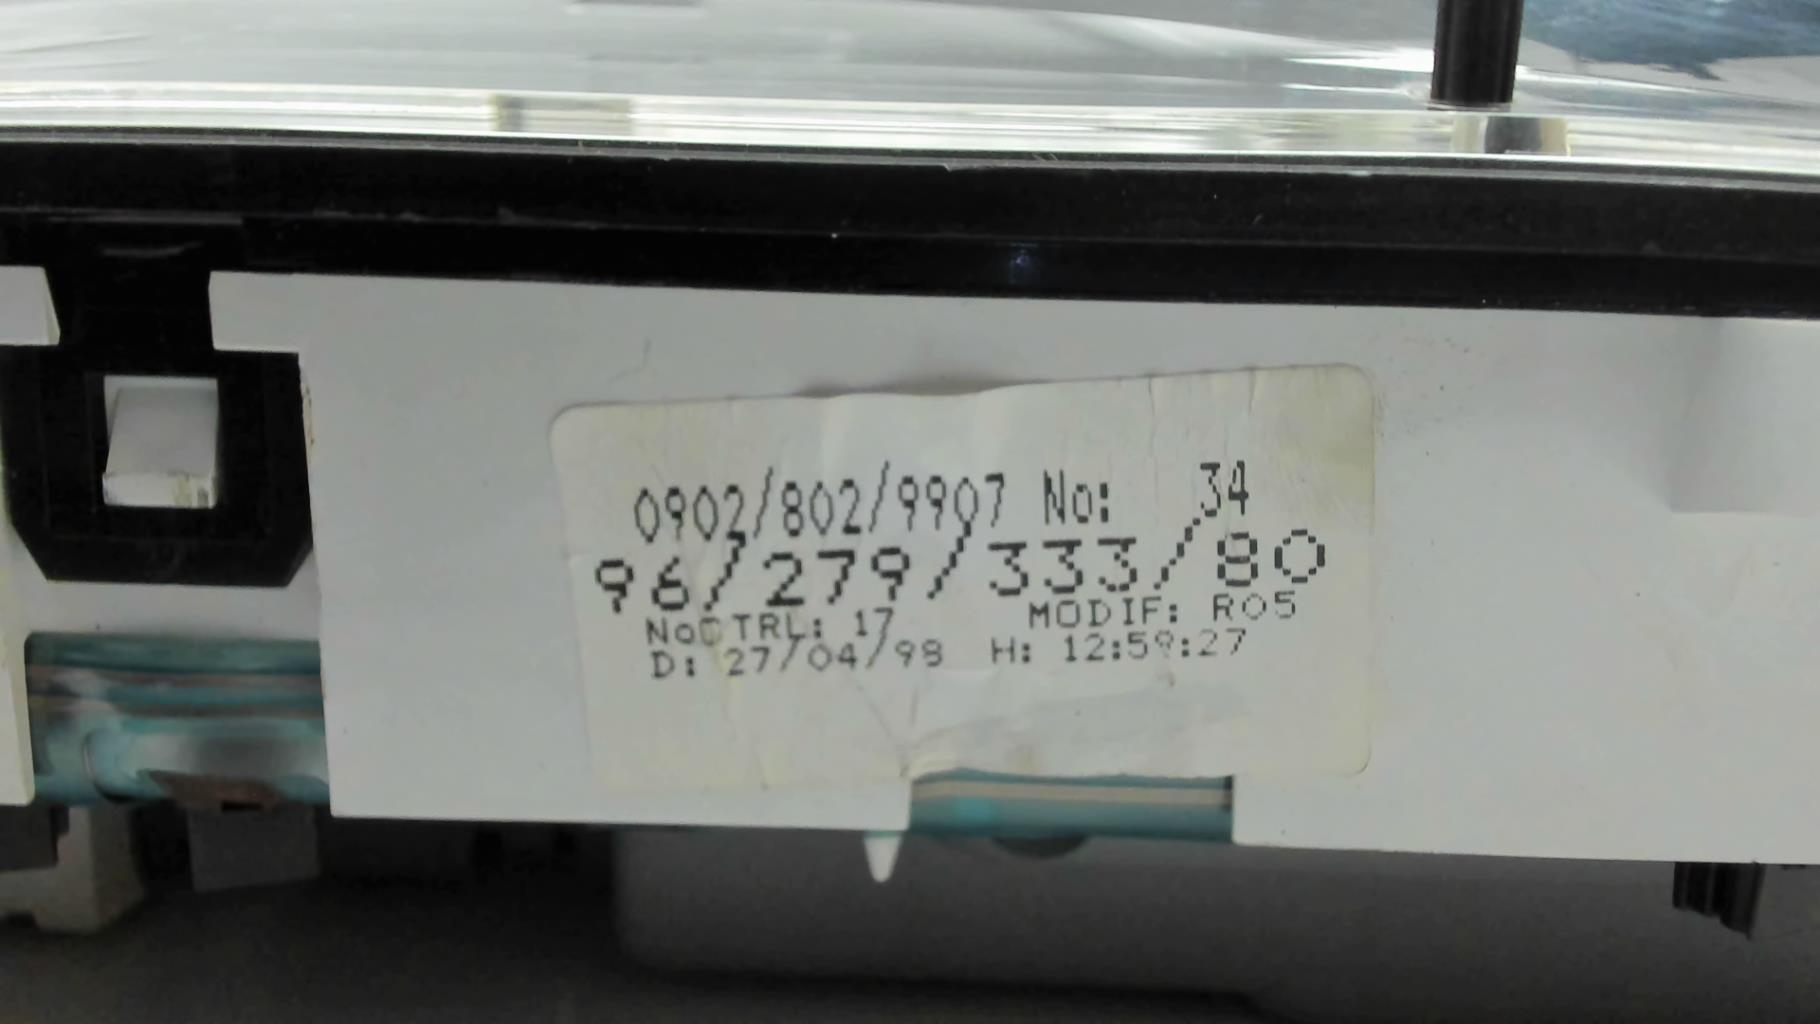 0902/802/9907 No: 34
96/279/333/80
NoCTRL: 17 MODIF: R05
D: 27/04/98 H: 12:59:27